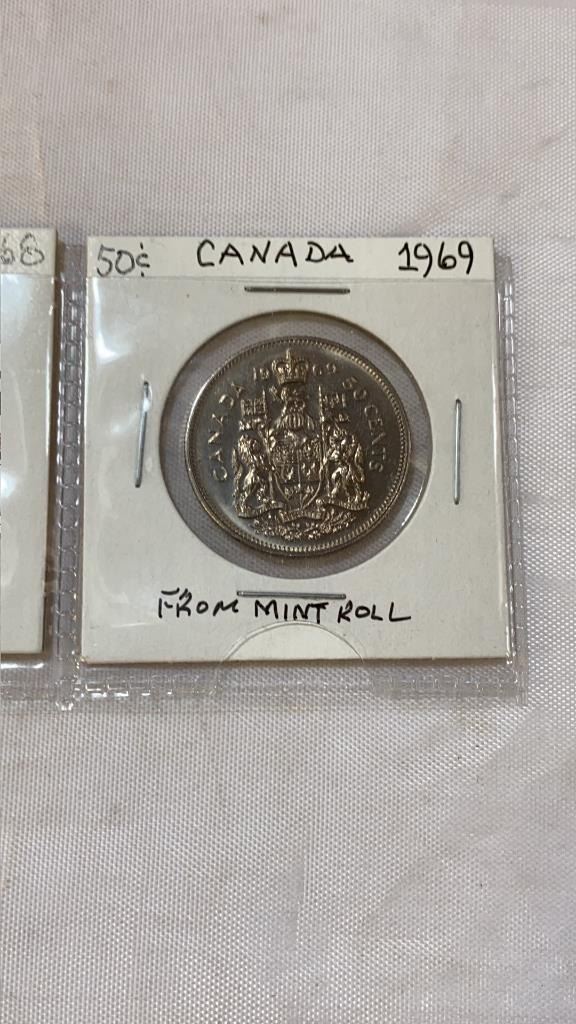 68
50¢ CANADA 1969
CANADA 1969 50 CENTS
FROM MINT ROLL